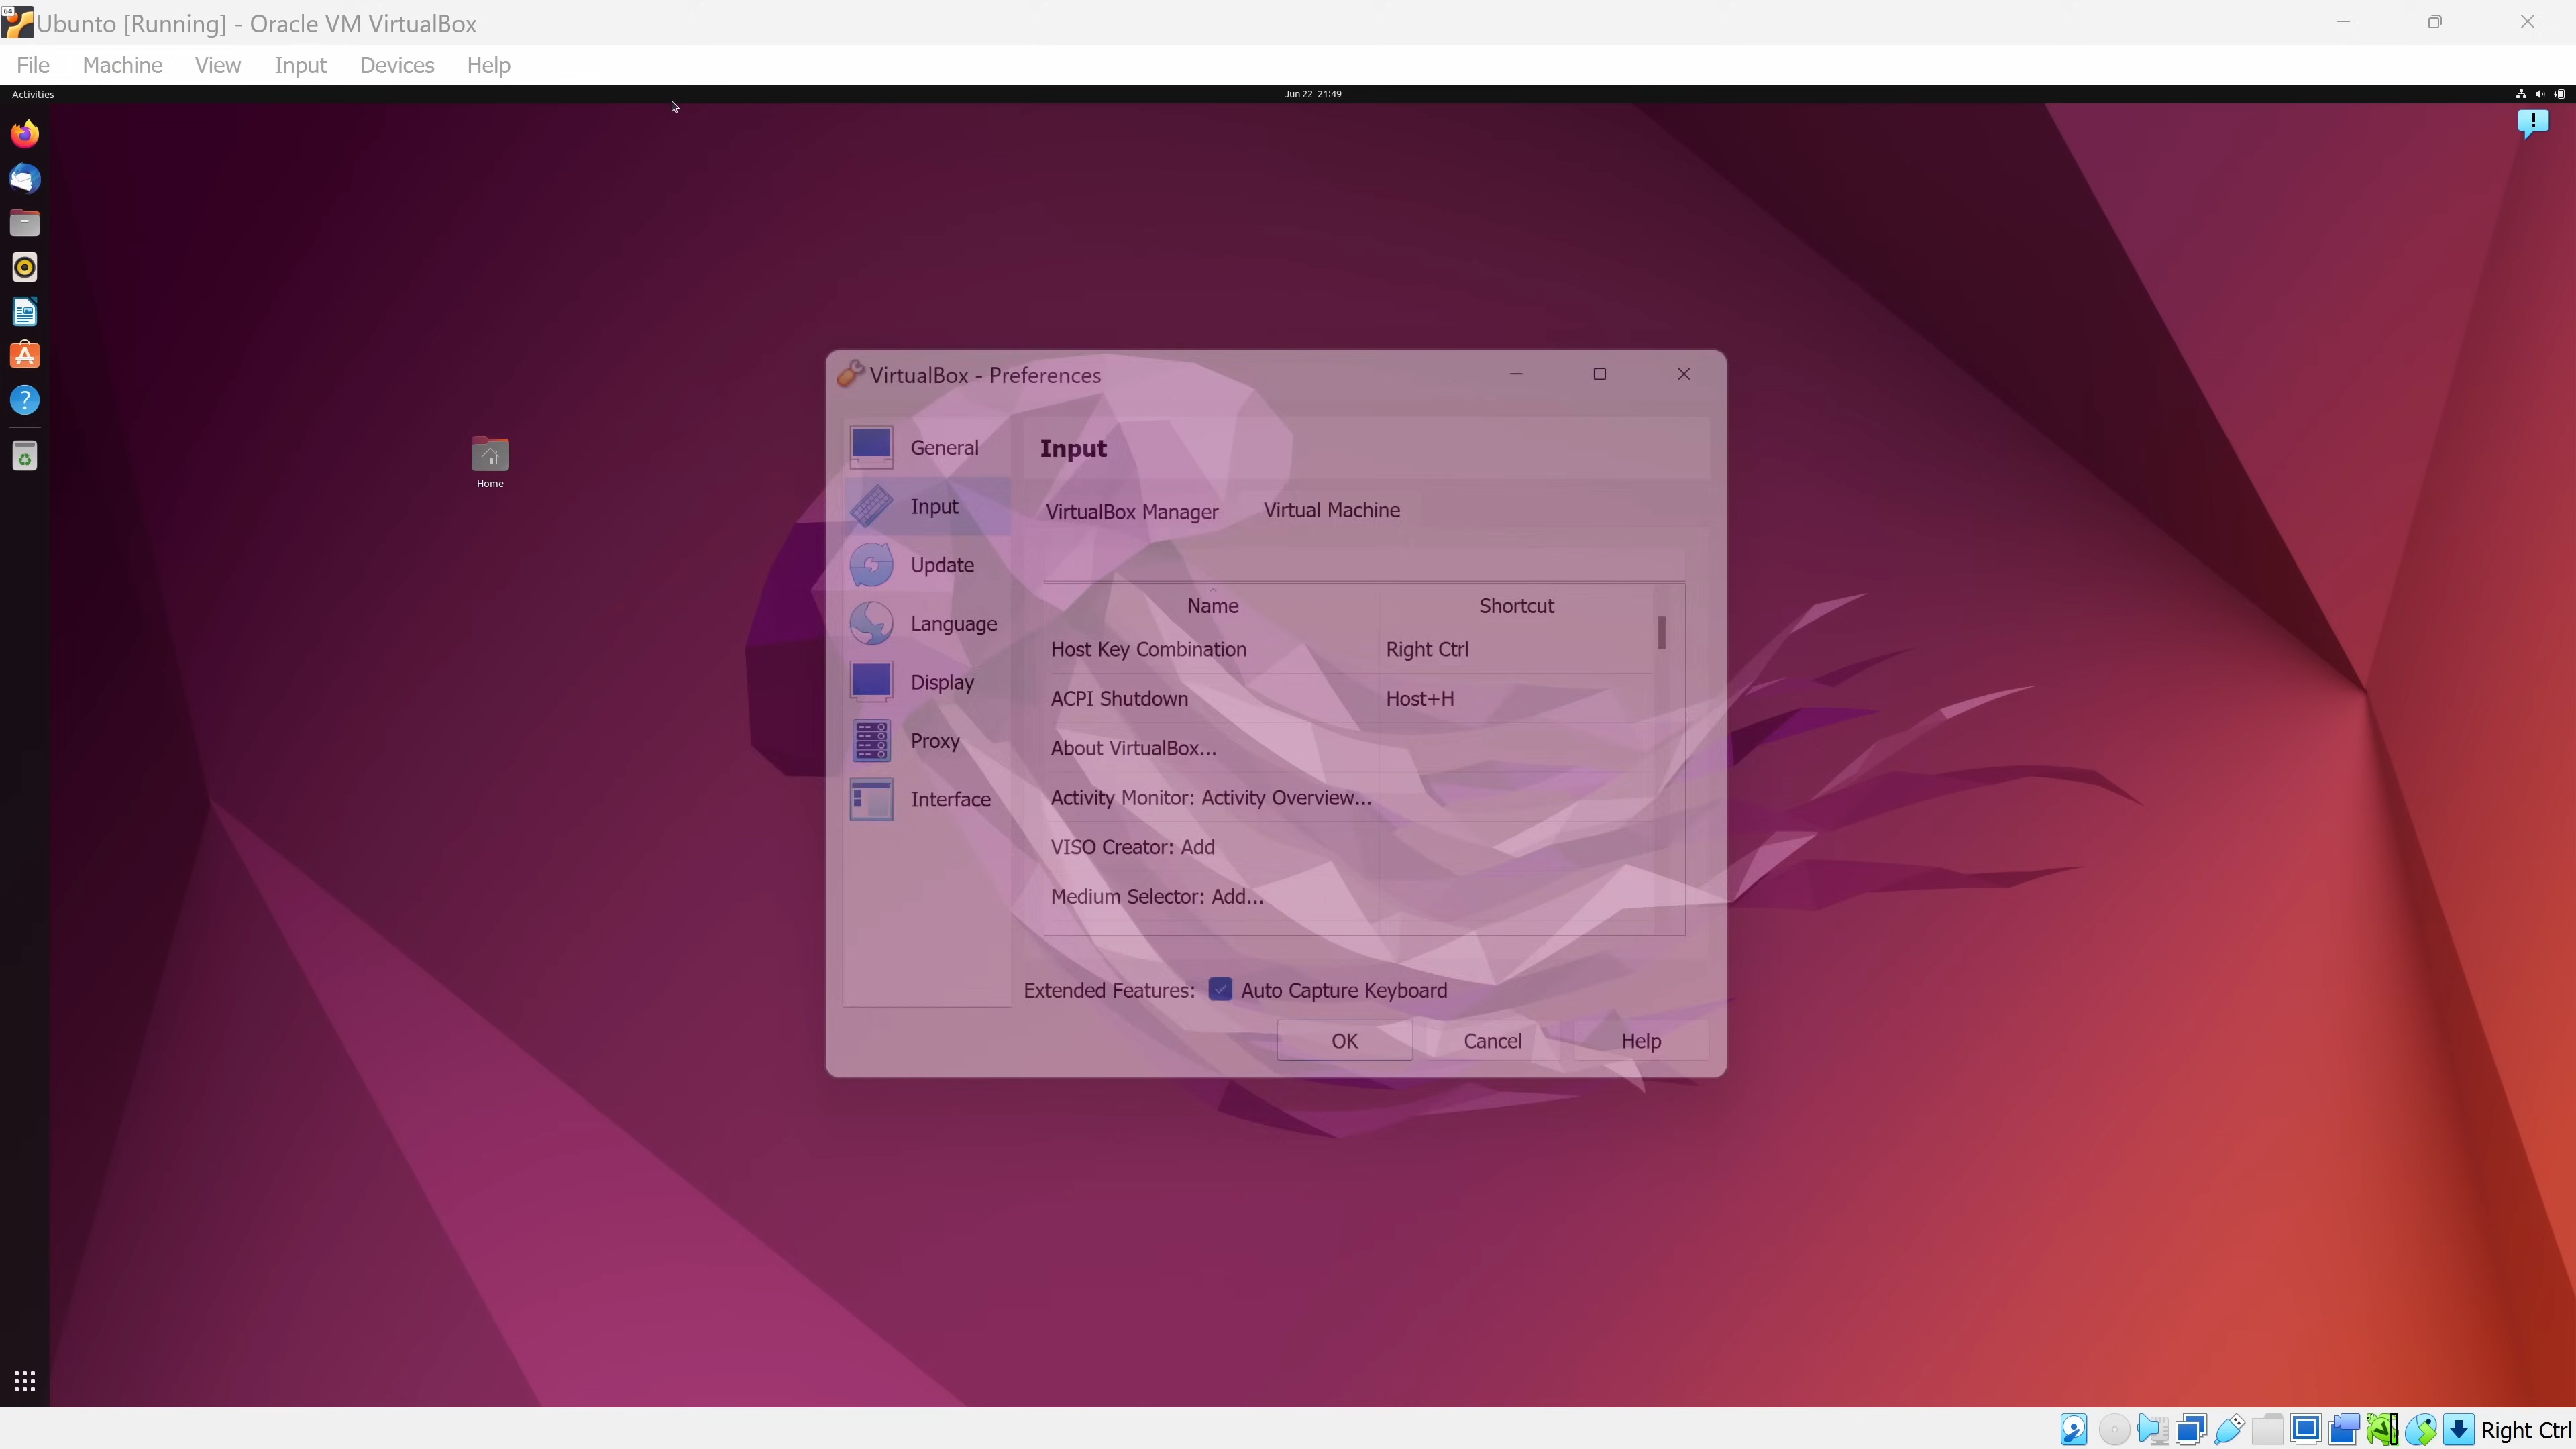 64
Ubunto [Running] - Oracle VM VirtualBox
File Machine View Input Devices Help
Activities
Jun 22 21:49
Home
VirtualBox - Preferences
General
Input
Update
Language
Display
Proxy
Interface
Input
VirtualBox Manager Virtual Machine
Name Shortcut
Host Key Combination Right Ctrl
ACPI Shutdown Host+H
About VirtualBox...
Activity Monitor: Activity Overview...
VISO Creator: Add
Medium Selector: Add...
Extended Features: Auto Capture Keyboard
OK Cancel Help
Right Ctrl